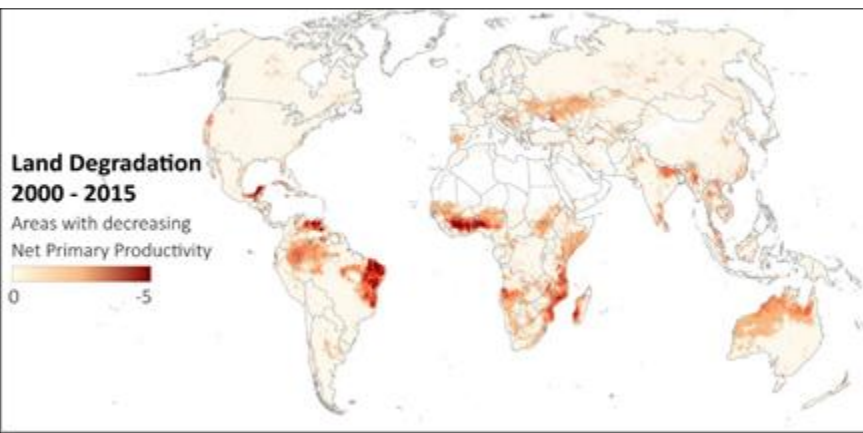 Land Degradation
2000 - 2015
Areas with decreasing
Net Primary Productivity
0 -5